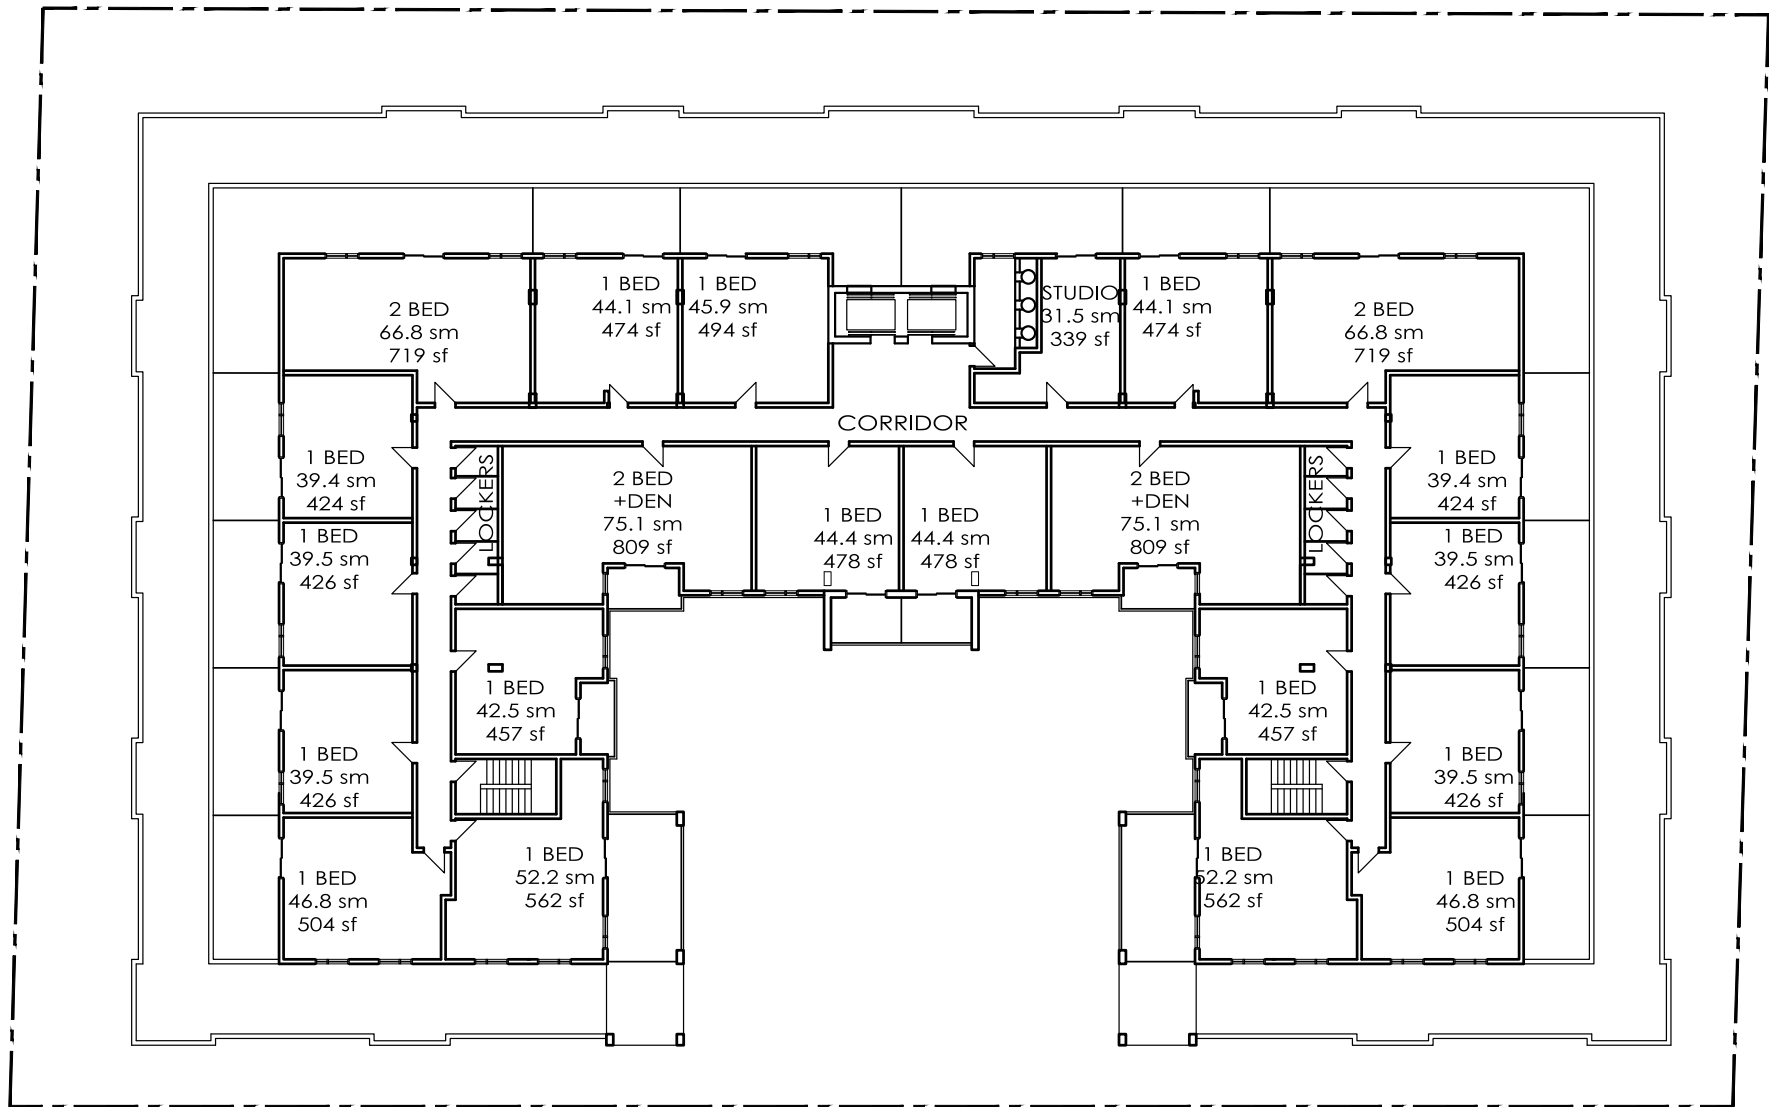 2 BED
66.8 sm
719 sf
1 BED
44.1 sm
474 sf
1 BED
45.9 sm
494 sf
STUDIO
31.5 sm
339 sf
1 BED
44.1 sm
474 sf
2 BED
66.8 sm
719 sf
CORRIDOR
1 BED
39.4 sm
424 sf
LOCKERS
2 BED
+DEN
75.1 sm
809 sf
1 BED
44.4 sm
478 sf
1 BED
44.4 sm
478 sf
2 BED
+DEN
75.1 sm
809 sf
LOCKERS
1 BED
39.4 sm
424 sf
1 BED
39.5 sm
426 sf
1 BED
39.5 sm
426 sf
1 BED
42.5 sm
457 sf
1 BED
42.5 sm
457 sf
1 BED
39.5 sm
426 sf
1 BED
39.5 sm
426 sf
1 BED
46.8 sm
504 sf
1 BED
52.2 sm
562 sf
1 BED
52.2 sm
562 sf
1 BED
46.8 sm
504 sf